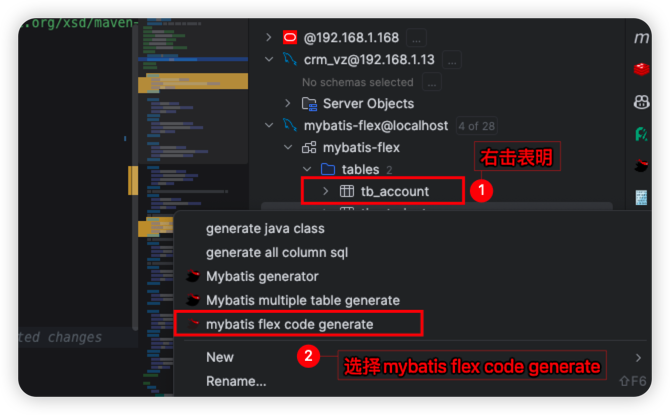 .org/xsd/maven-
@192.168.1.168 ...
crm_vz@192.168.1.13 ...
No schemas selected ...
Server Objects
mybatis-flex@localhost 4 of 28
mybatis-flex
右击表明
tables 2
tb_account
1
generate java class
generate all column sql
Mybatis generator
Mybatis multiple table generate
mybatis flex code generate
ted changes
New
2
选择mybatis flex code generate
Rename...
⇧F6